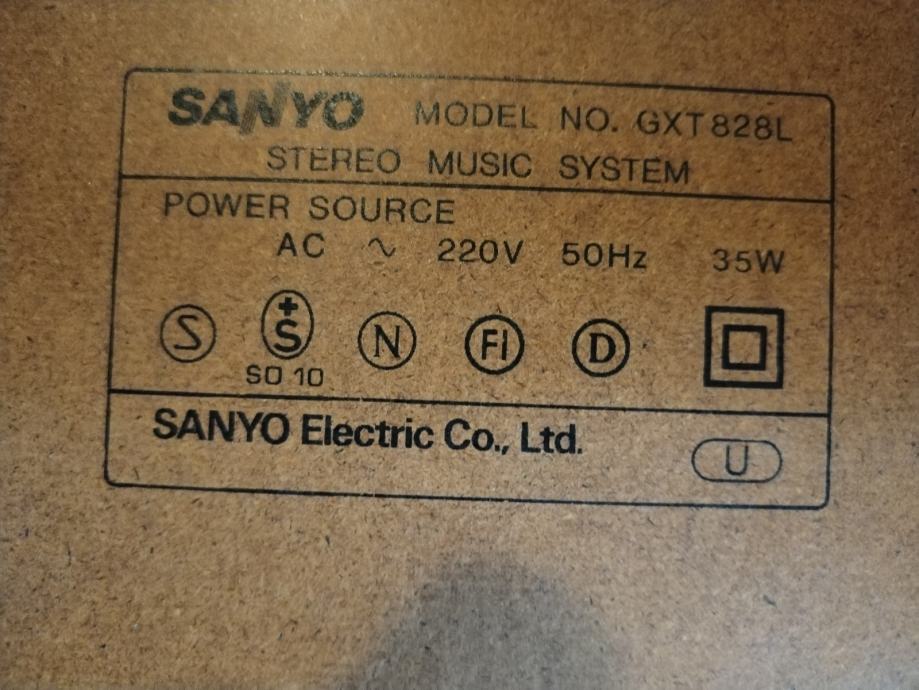 SANYO MODEL NO. GXT828L
STEREO MUSIC SYSTEM
POWER SOURCE
AC ~ 220V 50Hz 35W
S +S N FI D
SO 10
SANYO Electric Co., Ltd.
U